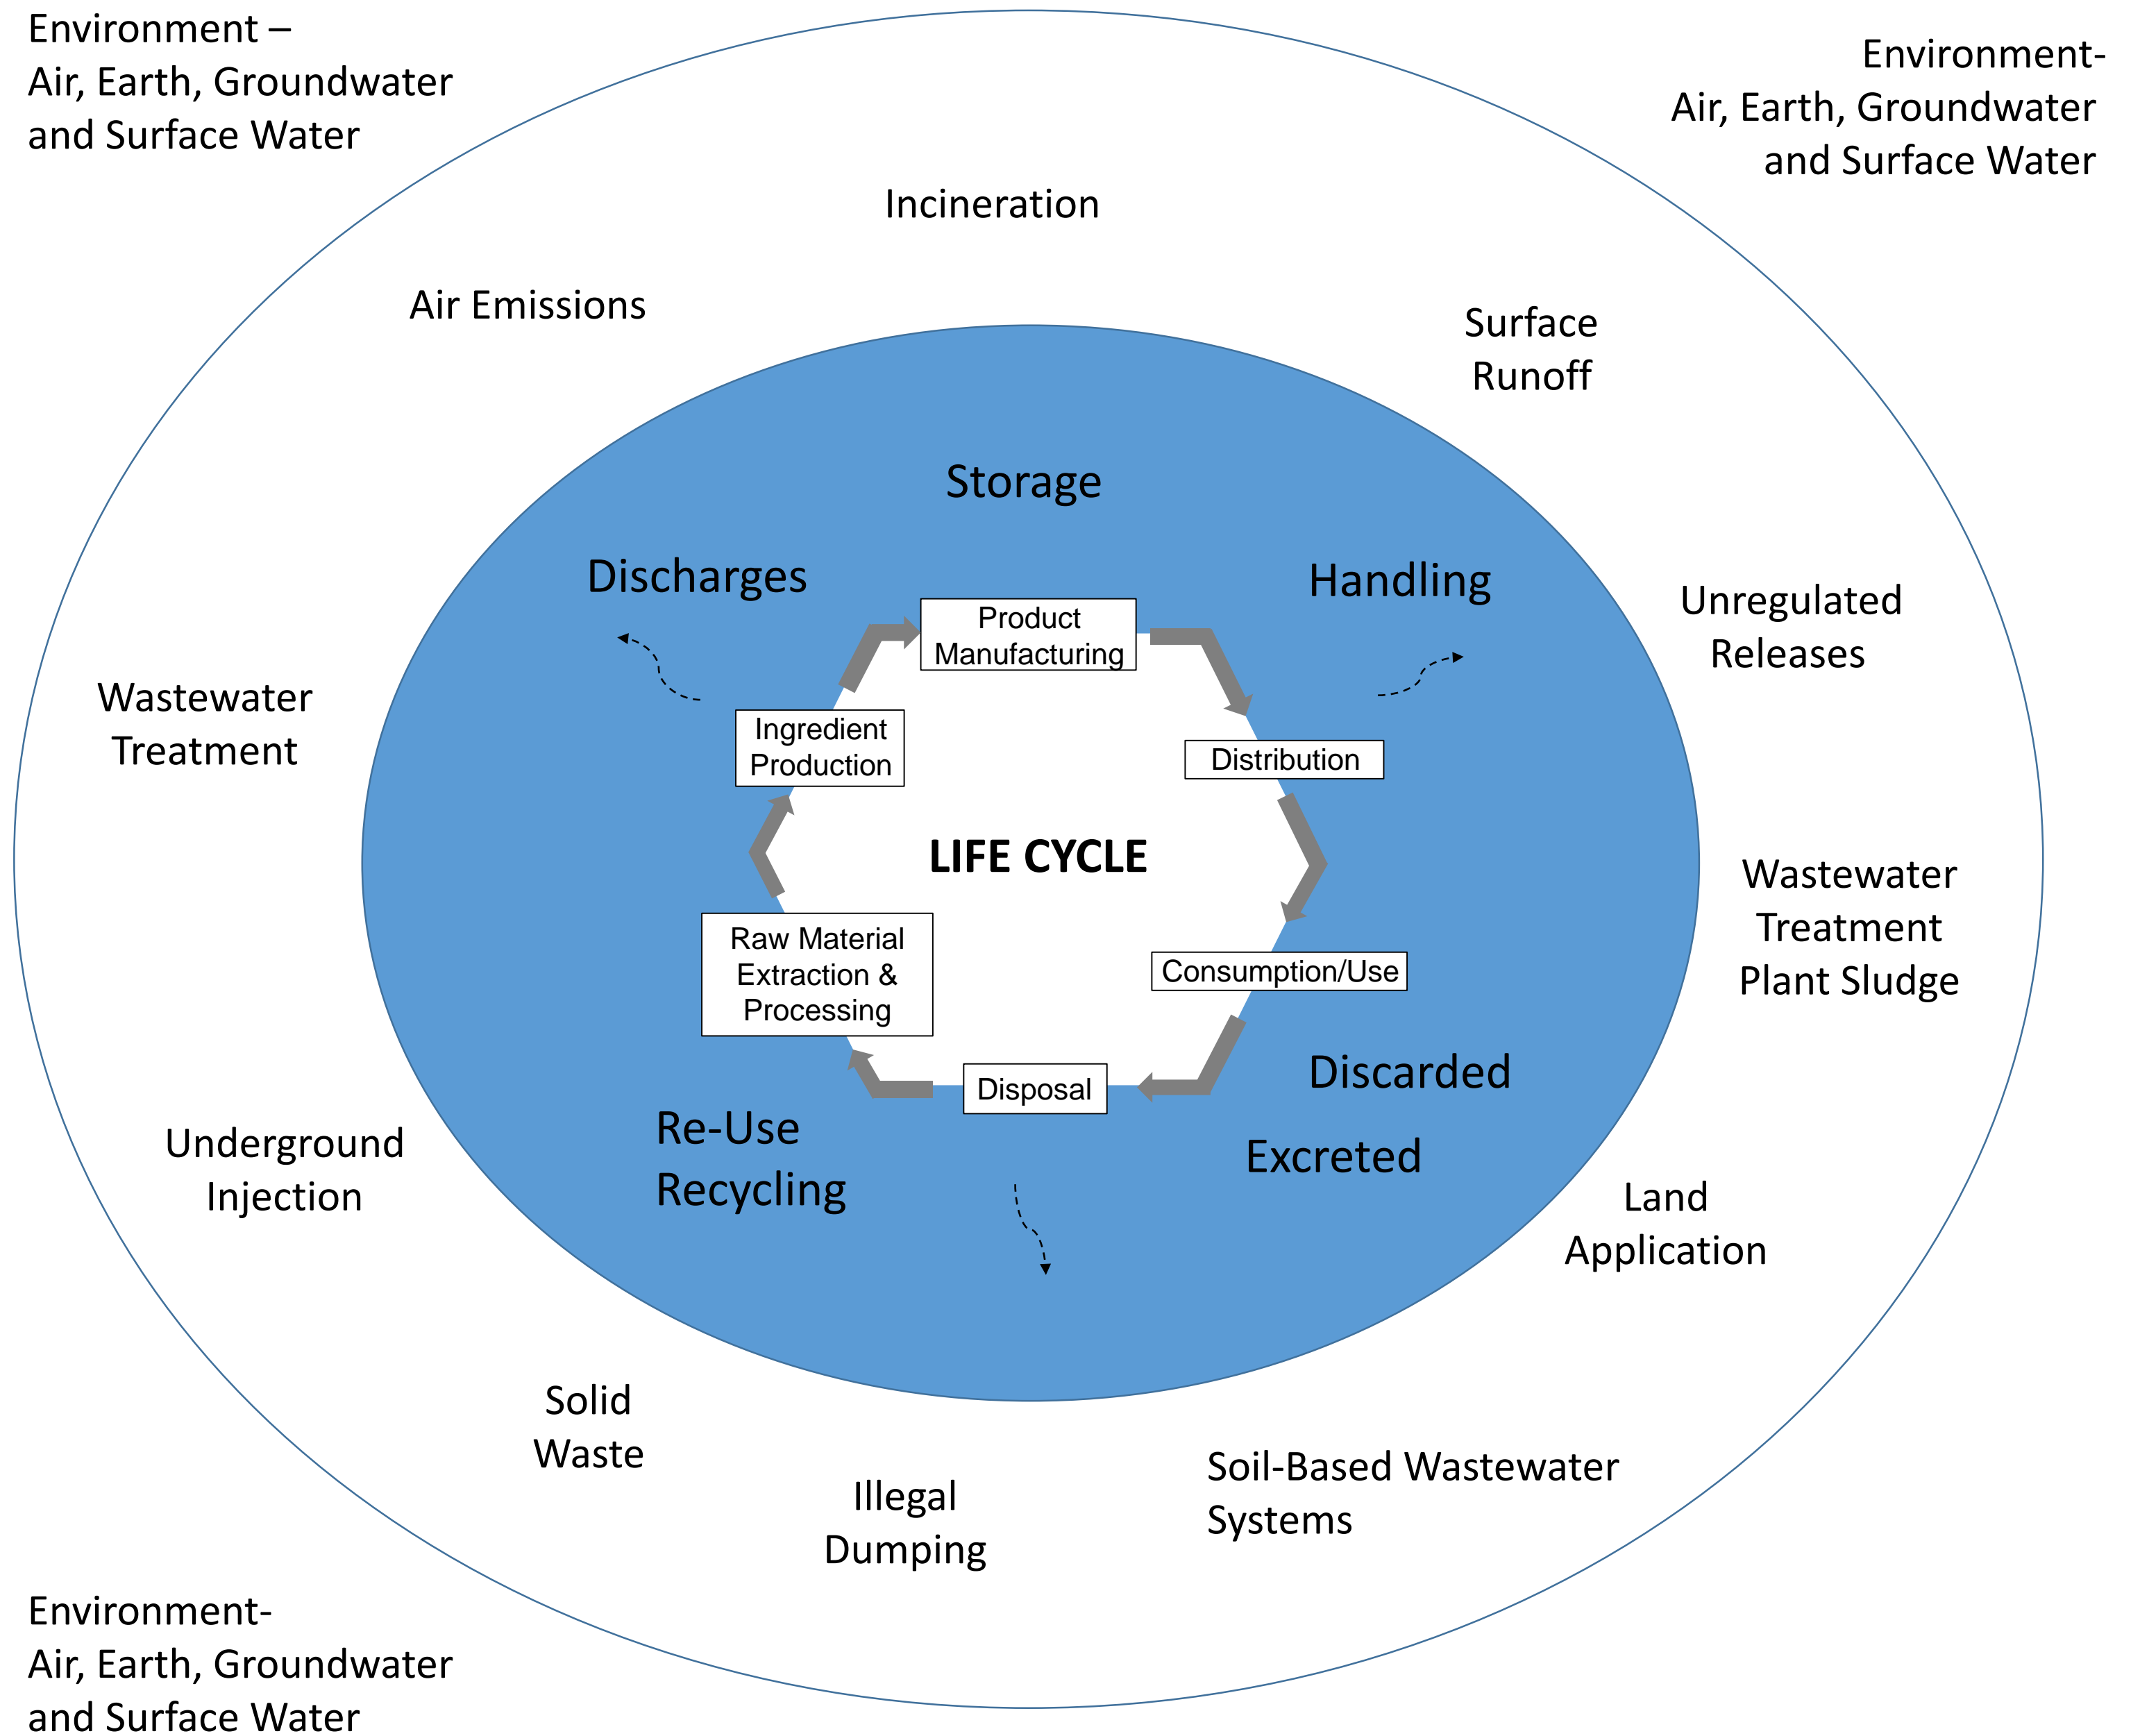 Environment –
Air, Earth, Groundwater
and Surface Water
Environment-
Air, Earth, Groundwater
and Surface Water
Incineration
Air Emissions
Surface
Runoff
Storage
Discharges
Handling
Unregulated
Releases
Product
Manufacturing
Wastewater
Treatment
Ingredient
Production
Distribution
LIFE CYCLE
Wastewater
Treatment
Plant Sludge
Raw Material
Extraction &
Processing
Consumption/Use
Disposal
Discarded
Excreted
Re-Use
Recycling
Underground
Injection
Land
Application
Solid
Waste
Illegal
Dumping
Soil-Based Wastewater
Systems
Environment-
Air, Earth, Groundwater
and Surface Water